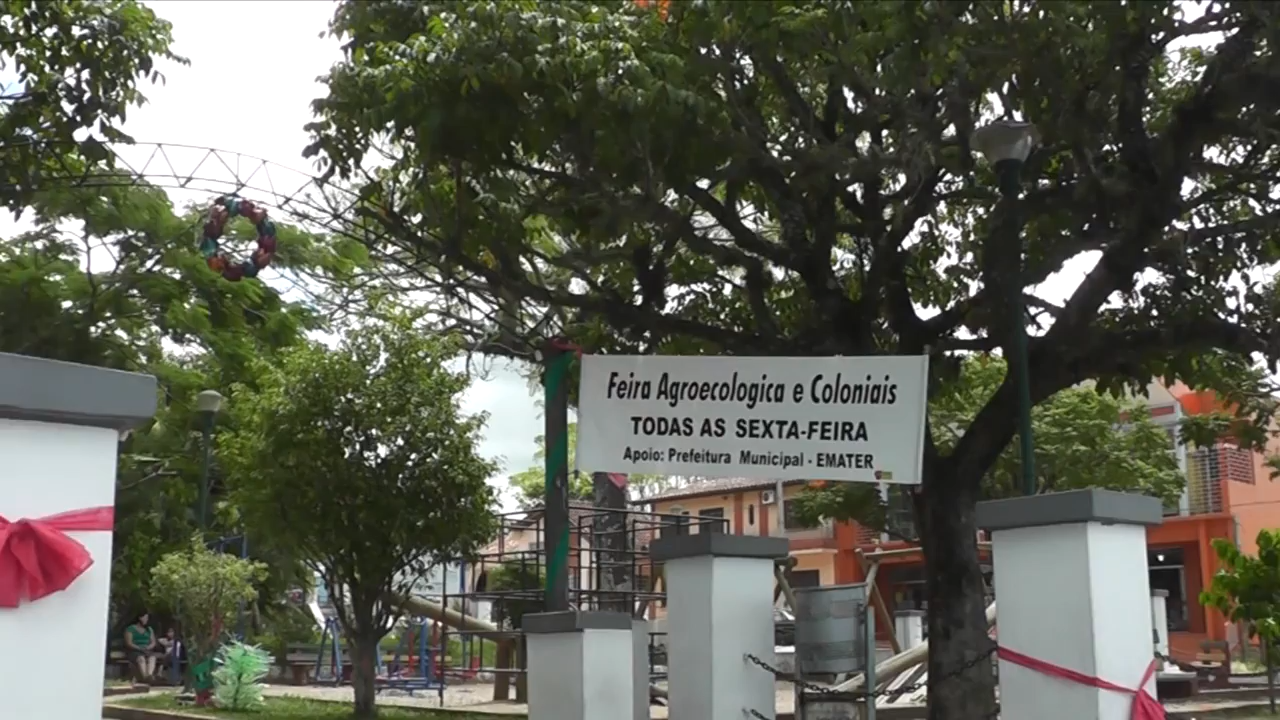 Feira Agroecologica e Coloniais
TODAS AS SEXTA-FEIRA
Apoio: Prefeitura Municipal - EMATER